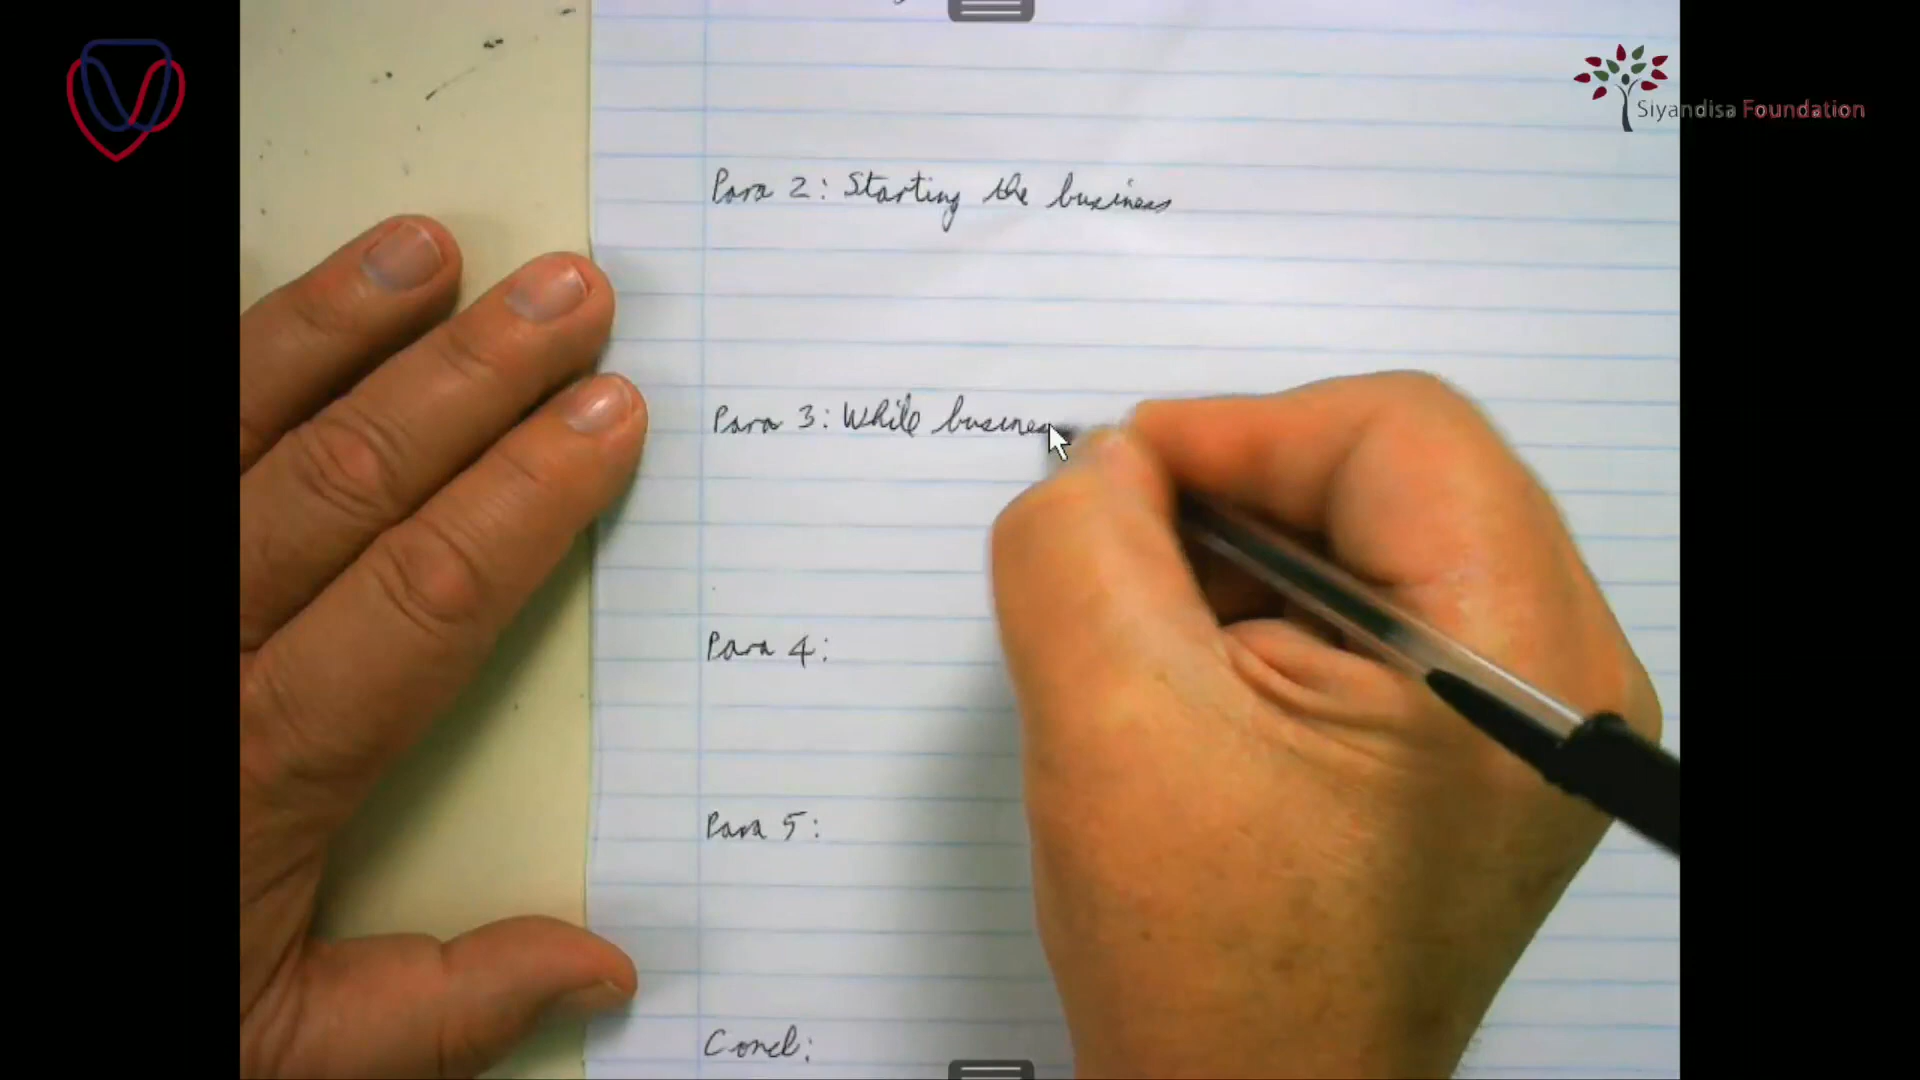 Siyandisa Foundation
Para 2: Starting the business
Para 3: While business
Para 4:
Para 5:
Concl: